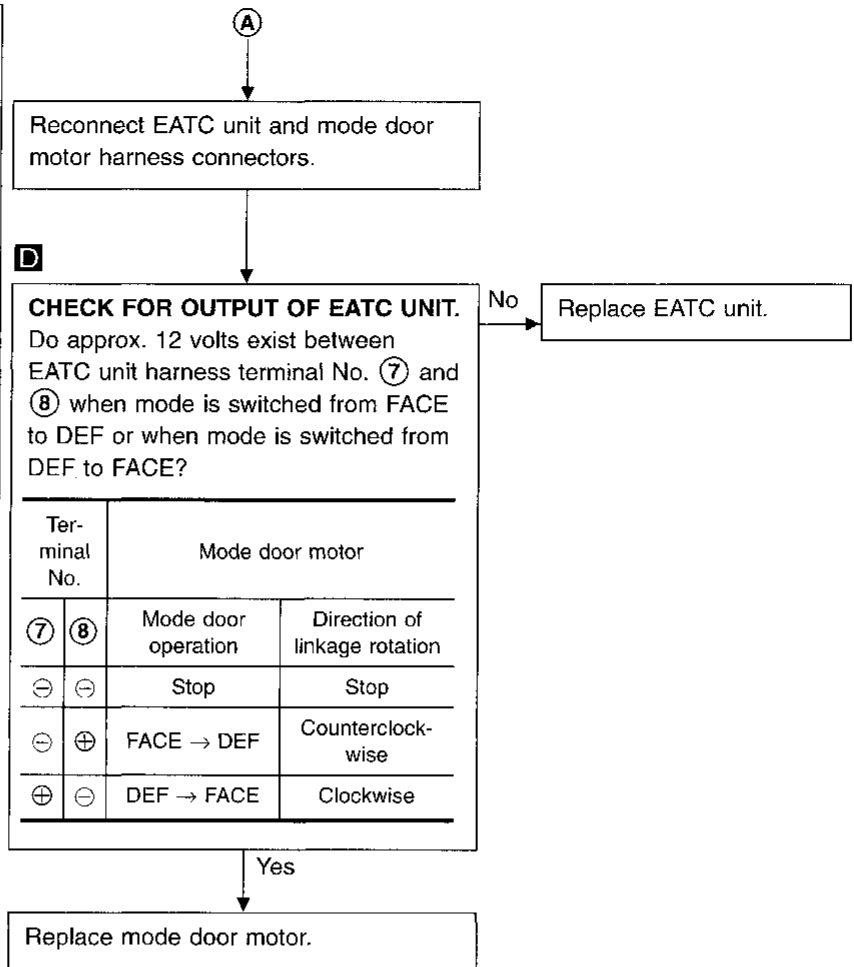 A
Reconnect EATC unit and mode door
motor harness connectors.
D
CHECK FOR OUTPUT OF EATC UNIT.
Do approx. 12 volts exist between
EATC unit harness terminal No. ⑦ and
⑧ when mode is switched from FACE
to DEF or when mode is switched from
DEF to FACE?
No
Replace EATC unit.
Ter-
minal
No.
Mode door motor
⑦ ⑧
Mode door
operation
Direction of
linkage rotation
⊖ ⊖ Stop Stop
⊖ ⊕ FACE → DEF
Counterclock-
wise
⊕ ⊖ DEF → FACE Clockwise
Yes
Replace mode door motor.